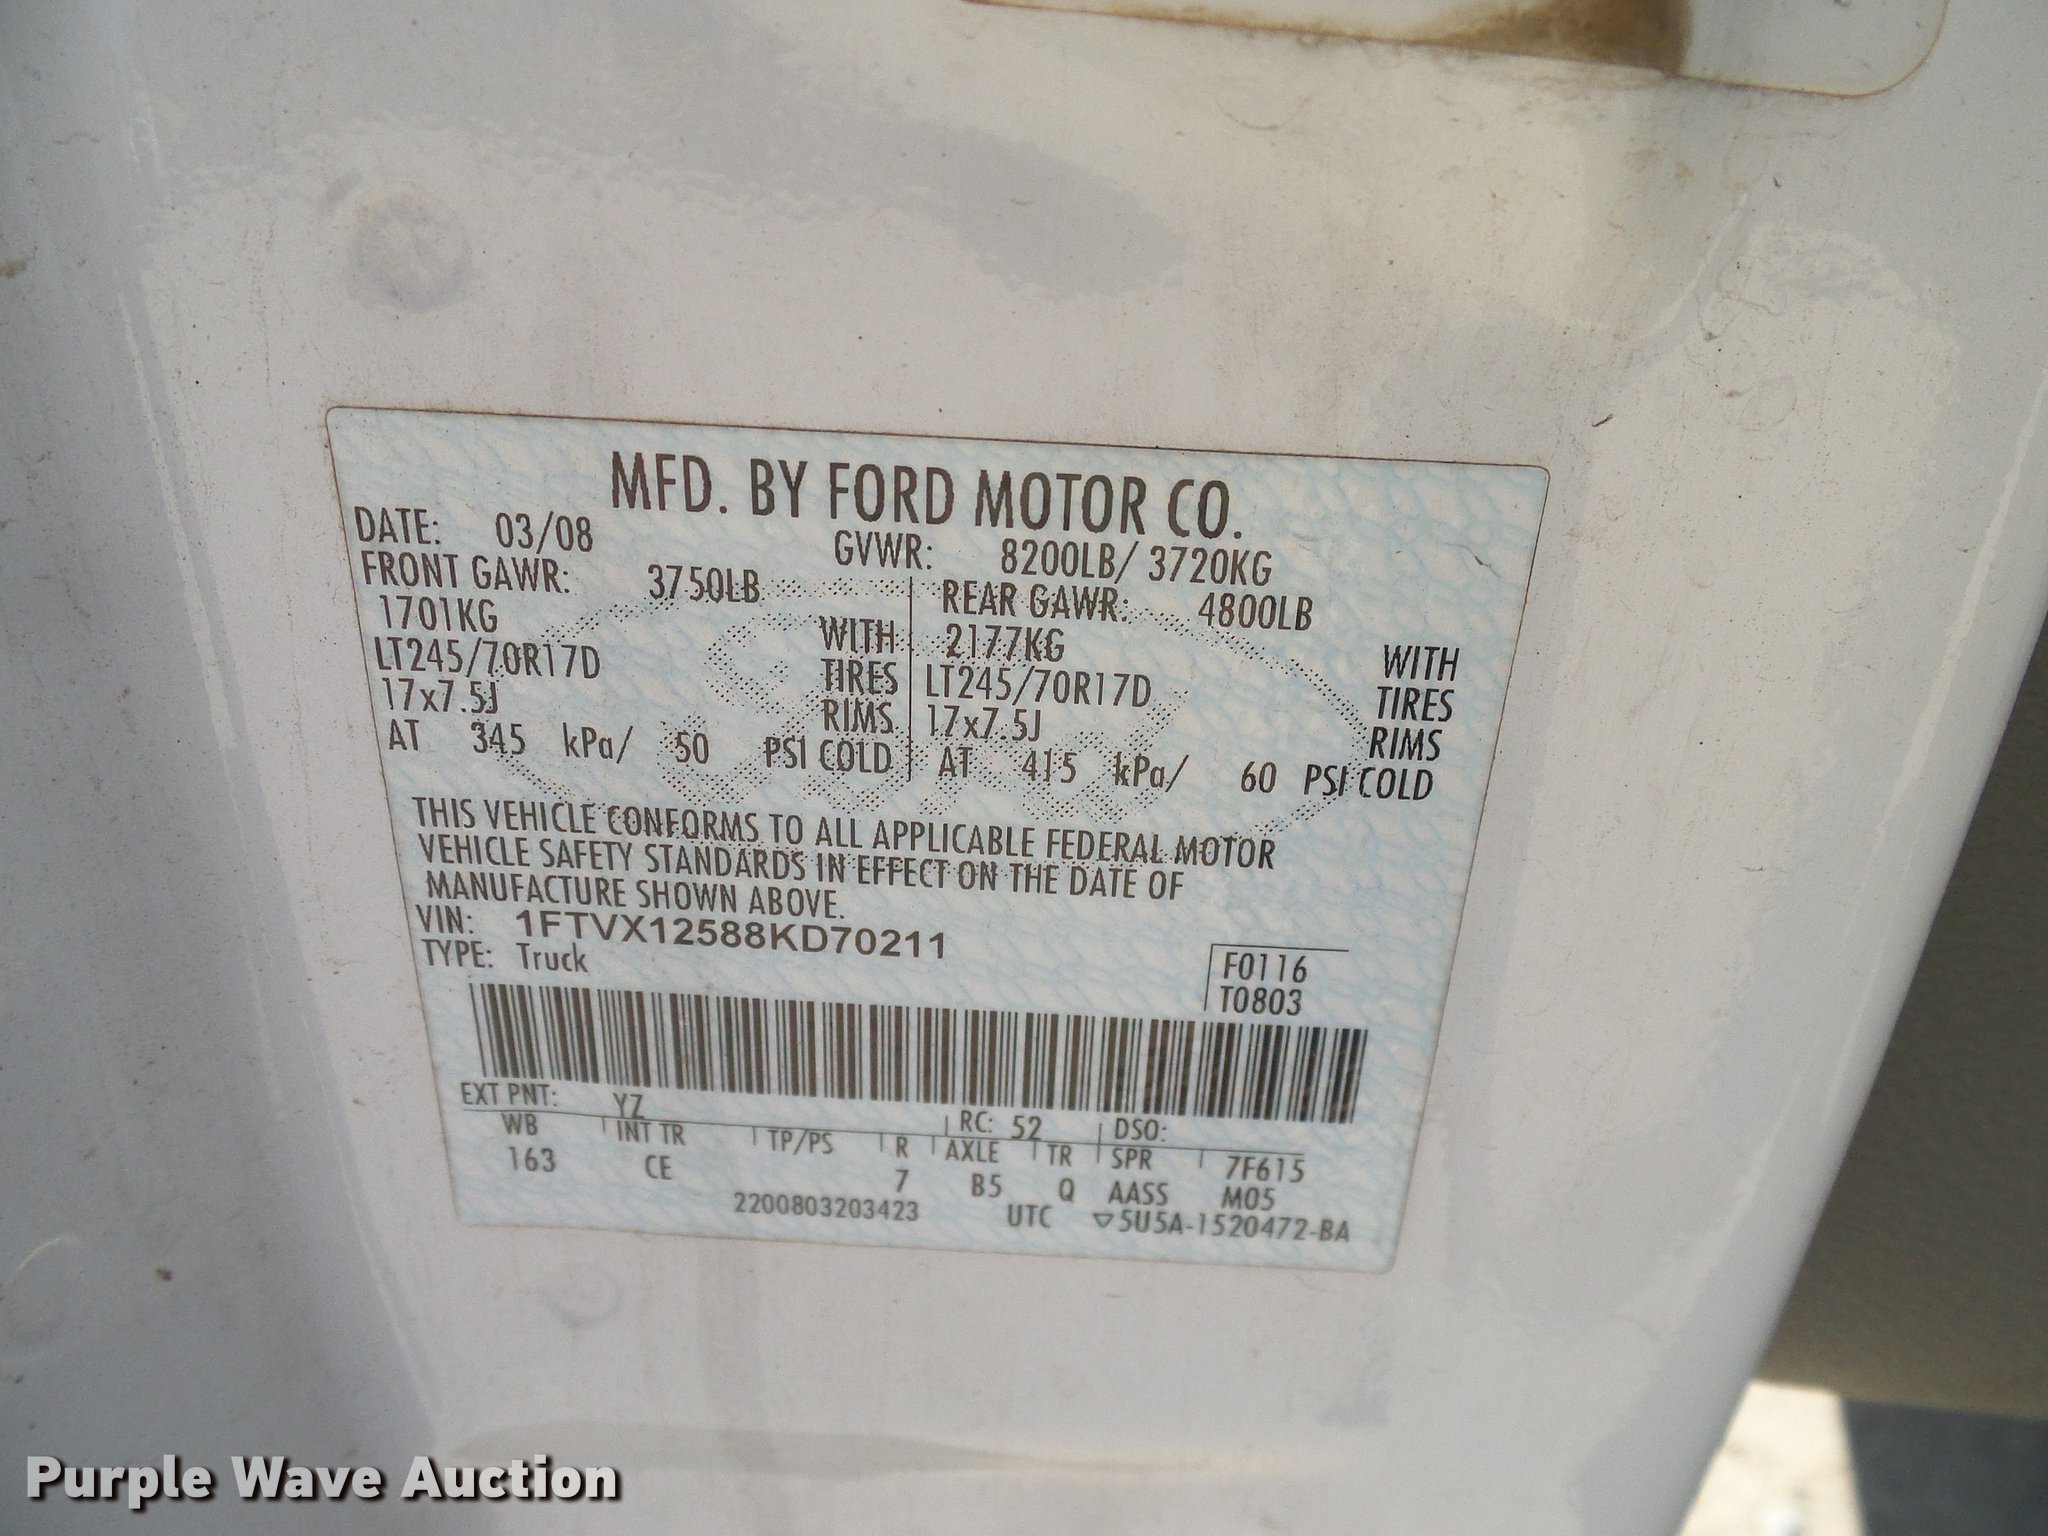 MFD. BY FORD MOTOR CO.
DATE: 03/08 GVWR: 8200LB/ 3720KG
FRONT GAWR: 3750LB REAR GAWR: 4800LB
1701KG WITH 2177KG WITH
LT245/70R17D TIRES LT245/70R17D TIRES
17x7.5J RIMS 17x7.5J RIMS
AT 345 kPa/ 50 PSI COLD AT 415 kPa/ 60 PSI COLD
THIS VEHICLE CONFORMS TO ALL APPLICABLE FEDERAL MOTOR
VEHICLE SAFETY STANDARDS IN EFFECT ON THE DATE OF
MANUFACTURE SHOWN ABOVE.
VIN: 1FTVX12588KD70211
TYPE: Truck
F0116
T0803
EXT PNT: YZ RC: 52 DSO:
WB INT TR TP/PS R AXLE TR SPR 7F615
163 CE 7 B5 Q AASS M05
2200803203423 UTC ▽5U5A-1520472-BA
Purple Wave Auction